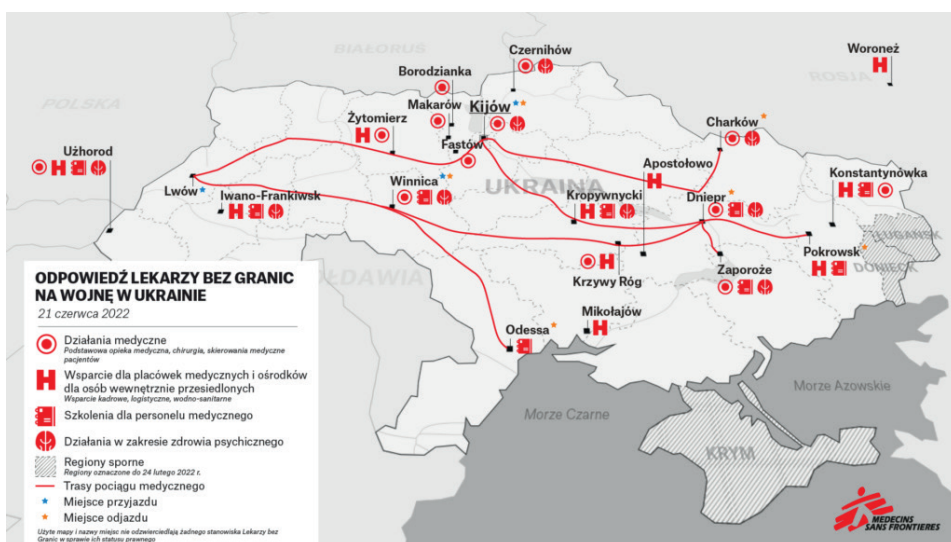 BIAŁORUŚ
Czernihów
Woroneż
ROSJA
Borodzianka
POLSKA
Makarów
Kijów
Żytomierz
Charków
Użhorod
Fastów
Apostołowo
Konstantynówka
Lwów
Winnica
UKRAINA
Iwano-Frankiwsk
Kropywnycki
Dniepr
ŁUGAŃSK
Pokrowsk
DONIECK
OŁDAWIA
Zaporoże
Krzywy Róg
Mikołajów
Odessa
Morze Azowskie
Morze Czarne
KRYM
ODPOWIEDŹ LEKARZY BEZ GRANIC
NA WOJNĘ W UKRAINIE
21 czerwca 2022
Działania medyczne
Podstawowa opieka medyczna, chirurgia, skierowania medyczne
pacjentów
Wsparcie dla placówek medycznych i ośrodków
dla osób wewnętrznie przesiedlonych
Wsparcie kadrowe, logistyczne, wodno-sanitarne
Szkolenia dla personelu medycznego
Działania w zakresie zdrowia psychicznego
Regiony sporne
Regiony oznaczone do 24 lutego 2022 r.
Trasy pociągu medycznego
Miejsce przyjazdu
Miejsce odjazdu
Użyte mapy i nazwy miejsc nie odzwierciedlają żadnego stanowiska Lekarzy bez
Granic w sprawie ich statusu prawnego
MEDECINS
SANS FRONTIERES